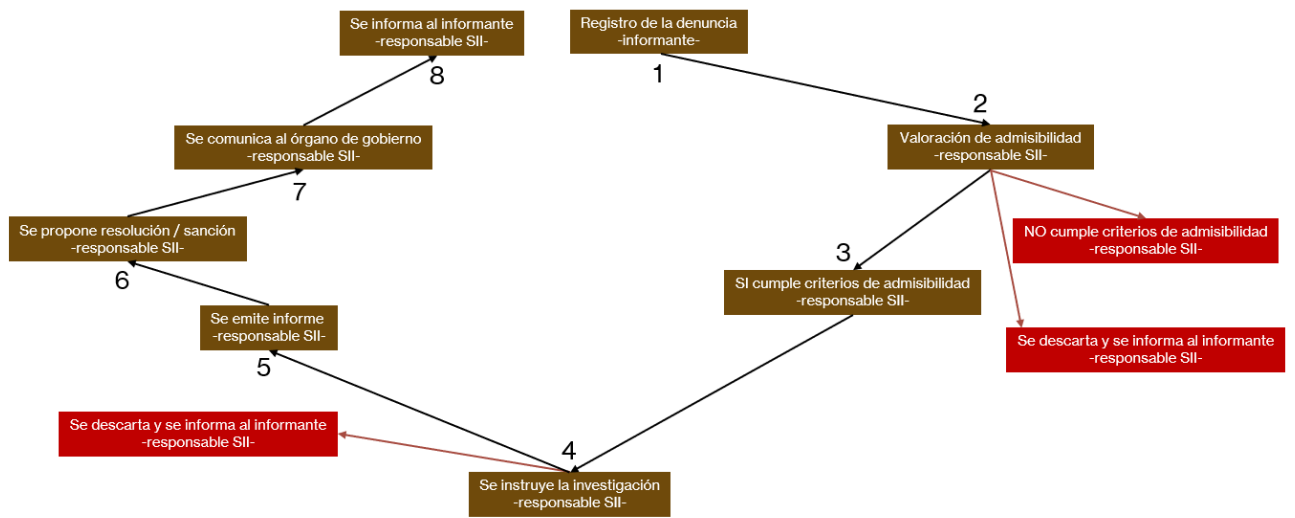 Registro de la denuncia
-informante-
1
2
Valoración de admisibilidad
-responsable SII-
NO cumple criterios de admisibilidad
-responsable SII-
Se descarta y se informa al informante
-responsable SII-
3
SI cumple criterios de admisibilidad
-responsable SII-
4
Se instruye la investigación
-responsable SII-
Se descarta y se informa al informante
-responsable SII-
5
Se emite informe
-responsable SII-
6
Se propone resolución / sanción
-responsable SII-
7
Se comunica al órgano de gobierno
-responsable SII-
8
Se informa al informante
-responsable SII-